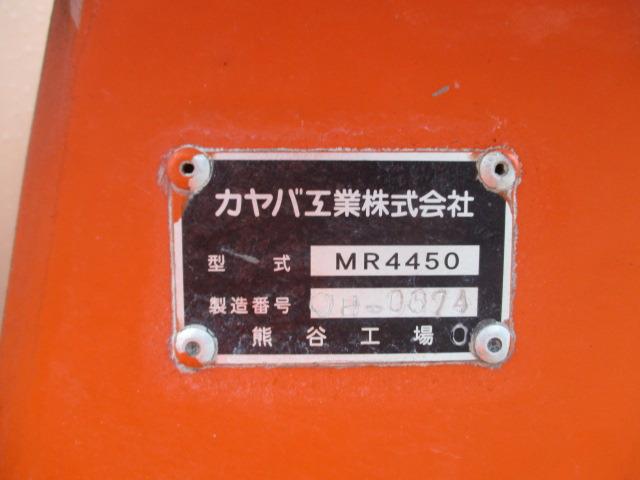 カヤバ工業株式会社
型式 MR4450
製造番号
熊谷工場